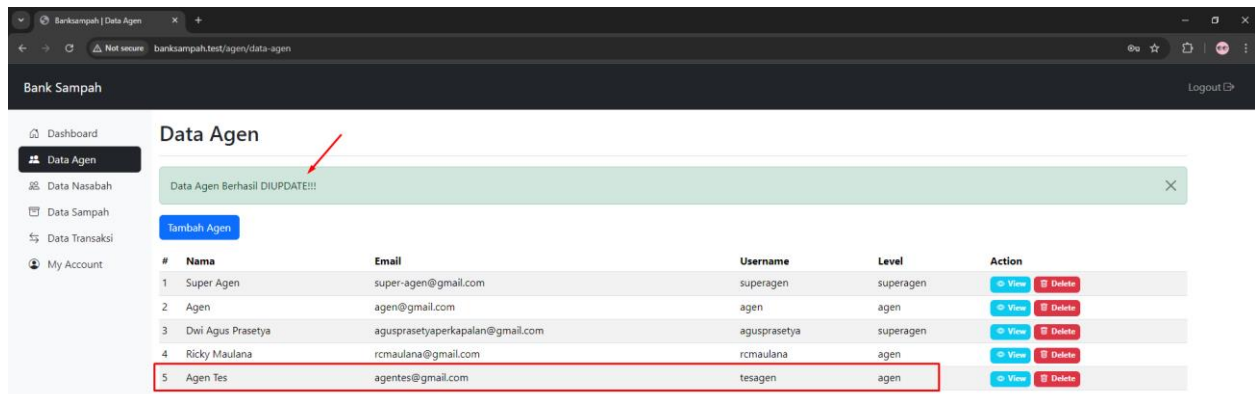 Banksampah | Data Agen
Not secure banksampah.test/agen/data-agen
Bank Sampah
Logout
Dashboard
Data Agen
Data Nasabah
Data Sampah
Data Transaksi
My Account
Data Agen
Data Agen Berhasil DIUPDATE!!!
Tambah Agen
# Nama Email Username Level Action
1 Super Agen super-agen@gmail.com superagen superagen View Delete
2 Agen agen@gmail.com agen agen View Delete
3 Dwi Agus Prasetya agusprasetyaperkapalan@gmail.com agusprasetya superagen View Delete
4 Ricky Maulana rcmaulana@gmail.com rcmaulana agen View Delete
5 Agen Tes agentes@gmail.com tesagen agen View Delete